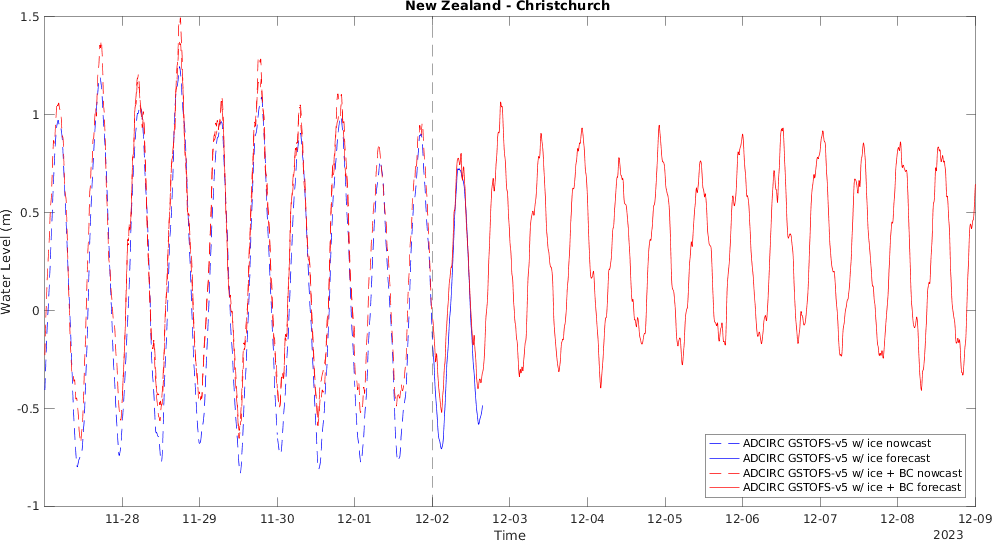 New Zealand - Christchurch
Water Level (m)
1.5
1
0.5
0
-0.5
-1
11-28 11-29 11-30 12-01 12-02 12-03 12-04 12-05 12-06 12-07 12-08 12-09
Time
2023
ADCIRC GSTOFS-v5 w/ ice nowcast
ADCIRC GSTOFS-v5 w/ ice forecast
ADCIRC GSTOFS-v5 w/ ice + BC nowcast
ADCIRC GSTOFS-v5 w/ ice + BC forecast